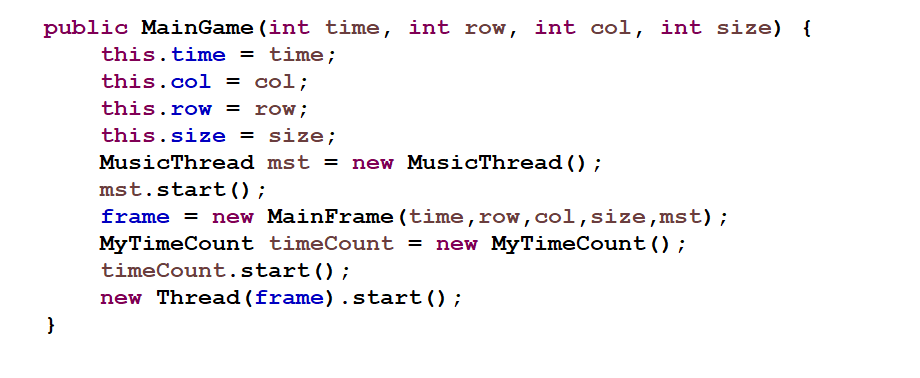 public MainGame(int time, int row, int col, int size) {
this.time = time;
this.col = col;
this.row = row;
this.size = size;
MusicThread mst = new MusicThread();
mst.start();
frame = new MainFrame(time,row,col,size,mst);
MyTimeCount timeCount = new MyTimeCount();
timeCount.start();
new Thread(frame).start();
}